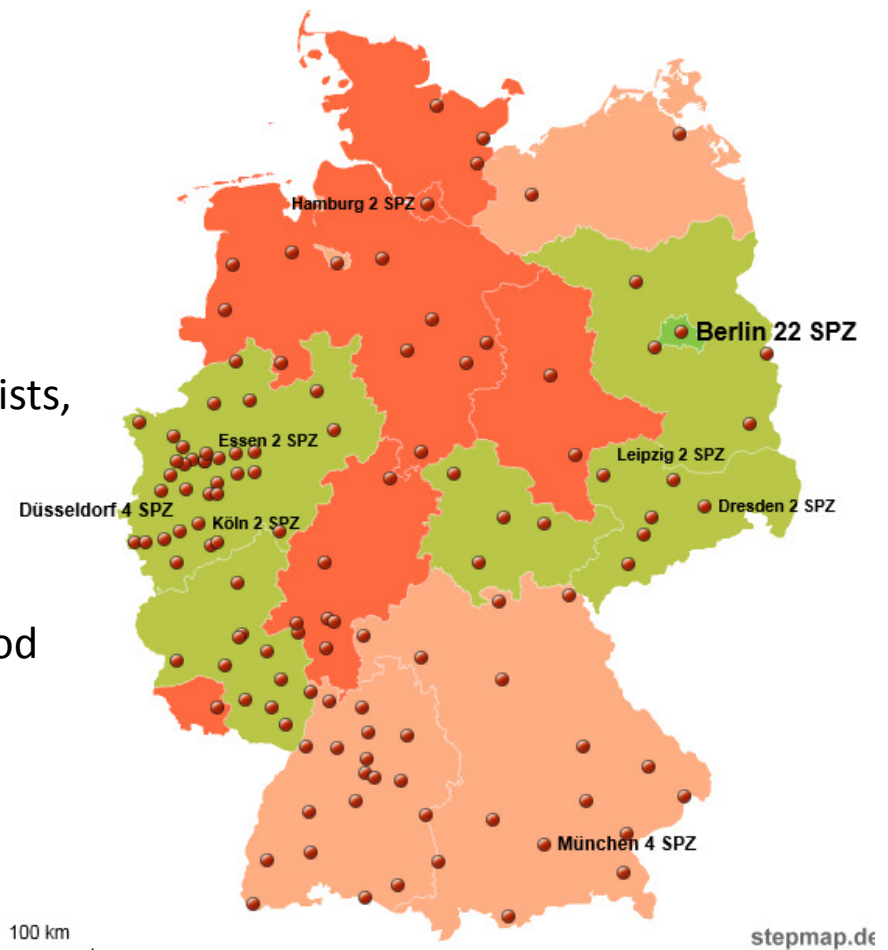 Hamburg 2 SPZ
Berlin 22 SPZ
ists,
Essen 2 SPZ
Leipzig 2 SPZ
Düsseldorf 4 SPZ
Dresden 2 SPZ
Köln 2 SPZ
od
München 4 SPZ
100 km
stepmap.de